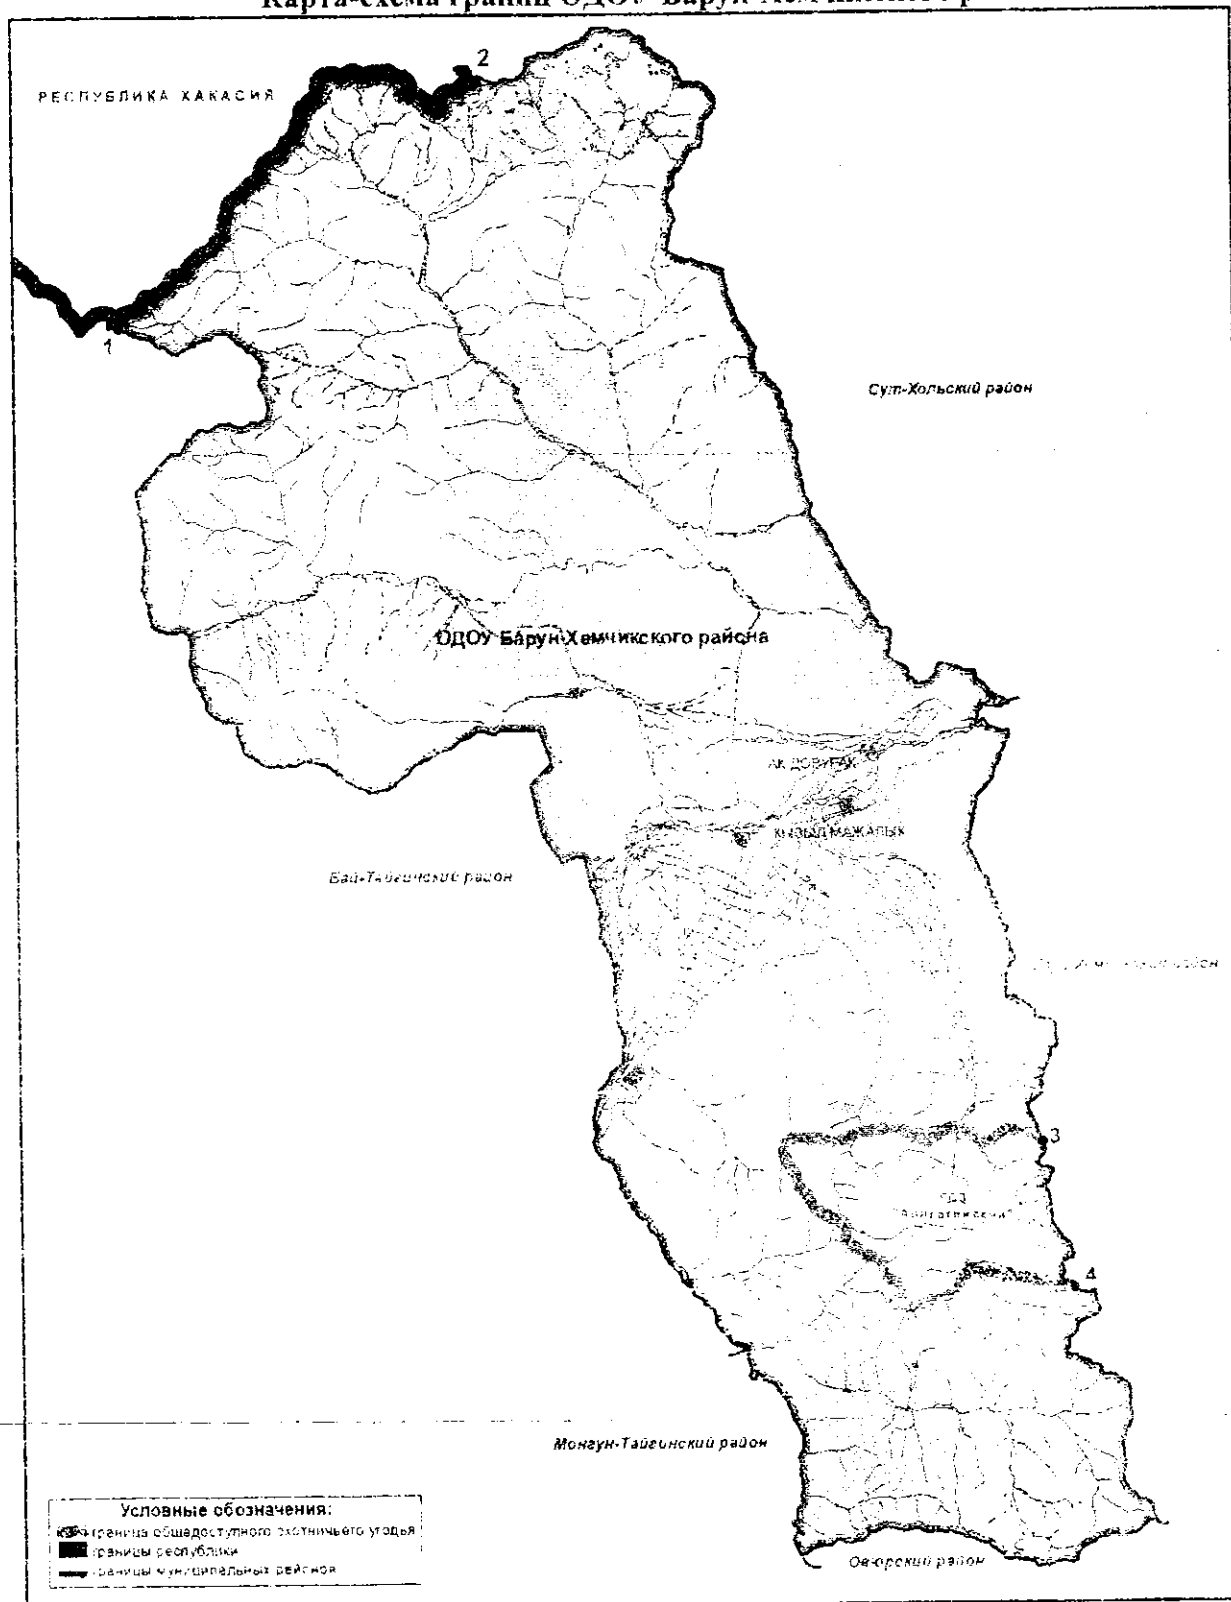 Карта-схема границ ОДОУ Барун-Хемчикского р
2
РЕСПУБЛИКА ХАКАСИЯ
1
Сут-Хольский район
ОДОУ Барун-Хемчикского района
АК ДОВУРАК
КЫЗЫЛ МАЖАЛЫК
Бай-Тайгинский район
район
3
4
Монгун-Тайгинский район
Условные обозначения:
граница общедоступного охотничьего угодья
границы республики
границы муниципальных районов
Овюрский район